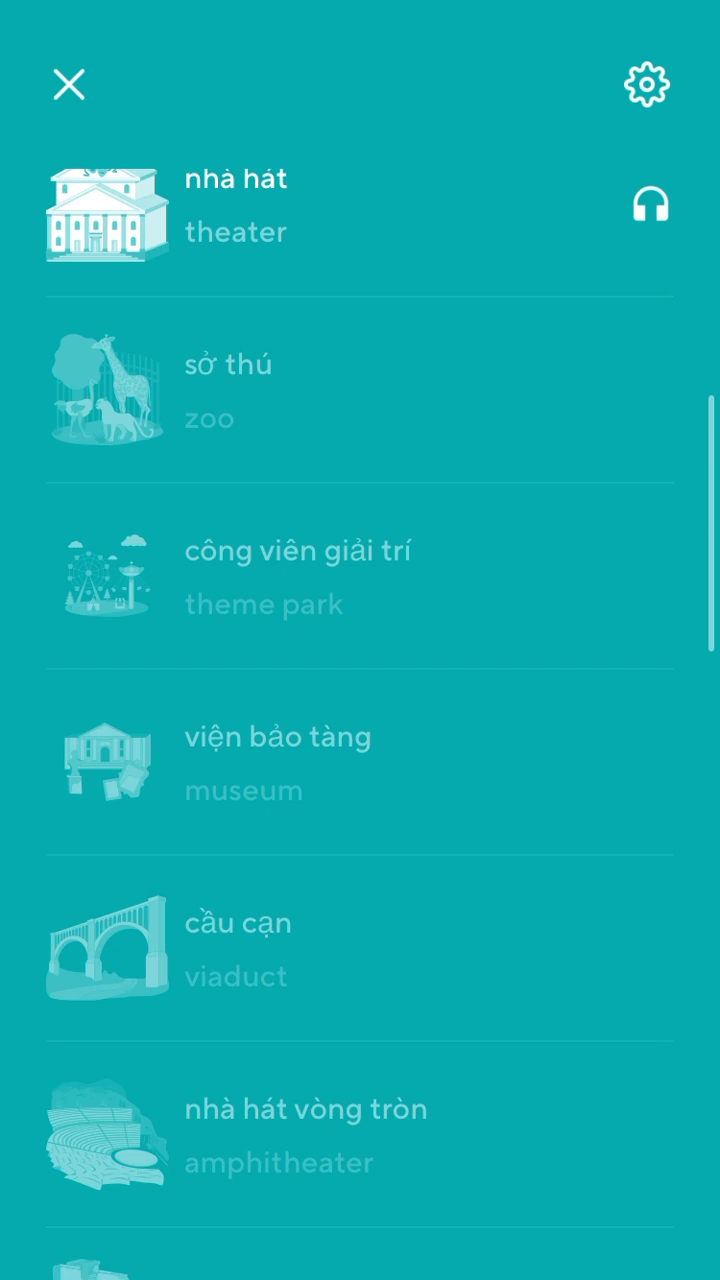 nhà hát
theater
sở thú
zoo
công viên giải trí
theme park
viện bảo tàng
museum
cầu cạn
viaduct
nhà hát vòng tròn
amphitheater